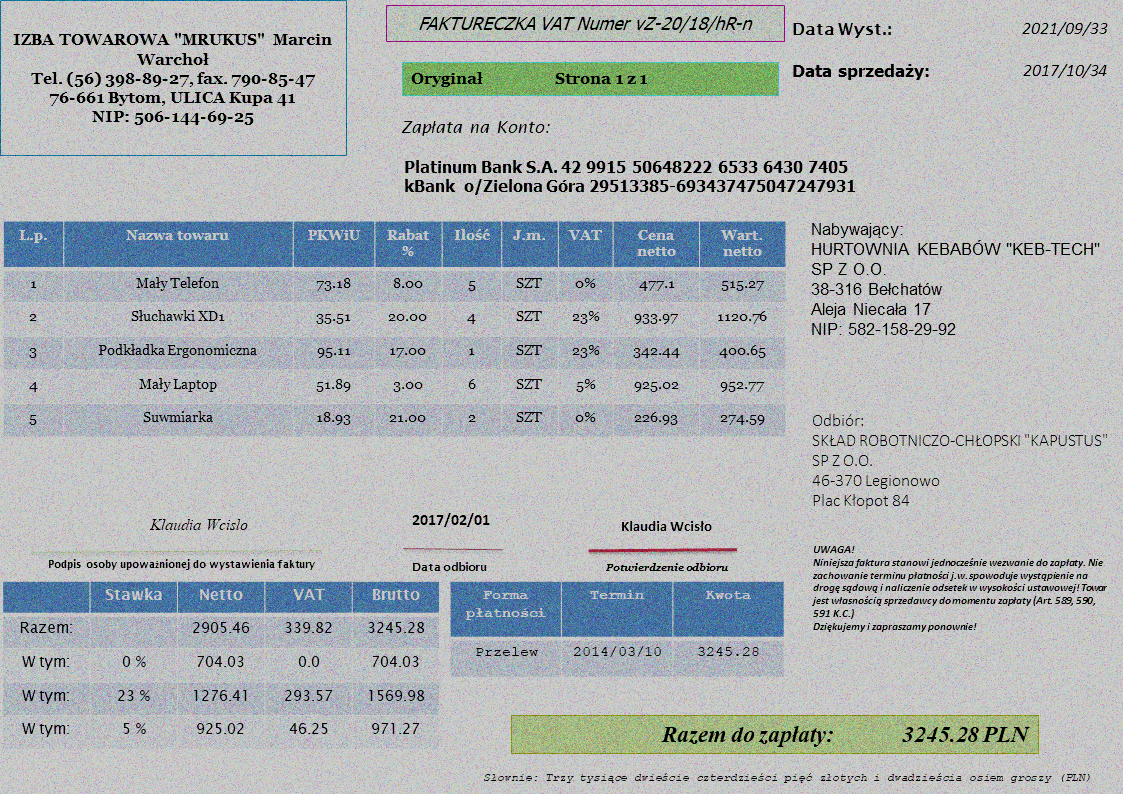 IZBA TOWAROWA "MRUKUS" Marcin
Warchoł
Tel. (56) 398-89-27, fax. 790-85-47
76-661 Bytom, ULICA Kupa 41
NIP: 506-144-69-25
FAKTURECZKA VAT Numer vZ-20/18/hR-n
Oryginał Strona 1 z 1
Data Wyst.: 2021/09/33
Data sprzedaży: 2017/10/34
Zapłata na Konto:
Platinum Bank S.A. 42 9915 50648222 6533 6430 7405
kBank o/Zielona Góra 29513385-693437475047247931
L.p. Nazwa towaru PKWiU Rabat % Ilość J.m. VAT Cena netto Wart. netto
1 Mały Telefon 73.18 8.00 5 SZT 0% 477.1 515.27
2 Słuchawki XD1 35.51 20.00 4 SZT 23% 933.97 1120.76
3 Podkładka Ergonomiczna 95.11 17.00 1 SZT 23% 342.44 400.65
4 Mały Laptop 51.89 3.00 6 SZT 5% 925.02 952.77
5 Suwmiarka 18.93 21.00 2 SZT 0% 226.93 274.59
Nabywający:
HURTOWNIA KEBABÓW "KEB-TECH"
SP Z O.O.
38-316 Bełchatów
Aleja Niecała 17
NIP: 582-158-29-92
Odbiór:
SKŁAD ROBOTNICZO-CHŁOPSKI "KAPUSTUS"
SP Z O.O.
46-370 Legionowo
Plac Kłopot 84
Klaudia Wcisło
Podpis osoby upoważnionej do wystawienia faktury
2017/02/01
Data odbioru
Klaudia Wcisło
Potwierdzenie odbioru
UWAGA!
Niniejsza faktura stanowi jednocześnie wezwanie do zapłaty. Nie
zachowanie terminu płatności j.w. spowoduje wystąpienie na
drogę sądową i naliczenie odsetek w wysokości ustawowej! Towar
jest własnością sprzedawcy do momentu zapłaty (Art. 589, 590,
591 K.C.)
Dziękujemy i zapraszamy ponownie!
Stawka Netto VAT Brutto
Razem: 2905.46 339.82 3245.28
W tym: 0 % 704.03 0.0 704.03
W tym: 23 % 1276.41 293.57 1569.98
W tym: 5 % 925.02 46.25 971.27
Forma płatności Termin Kwota
Przelew 2014/03/10 3245.28
Razem do zapłaty: 3245.28 PLN
Słownie: Trzy tysiące dwieście czterdzieści pięć złotych i dwadzieścia osiem groszy (PLN)